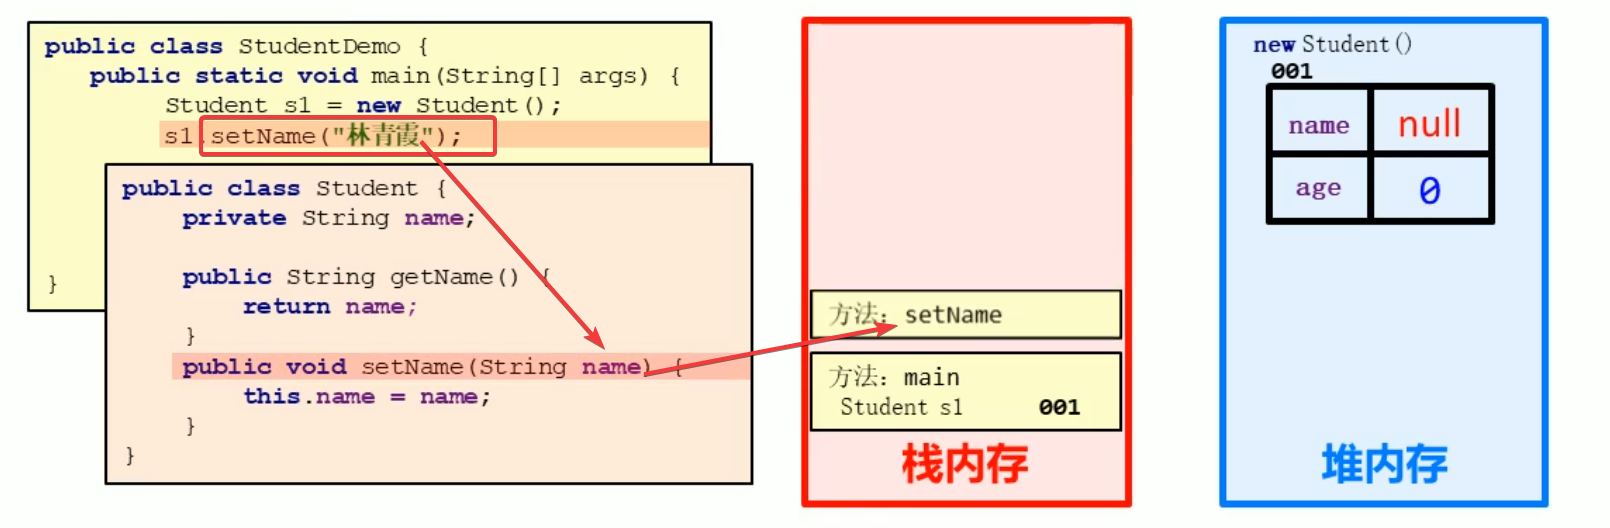 public class StudentDemo {
public static void main(String[] args) {
Student s1 = new Student();
s1.setName("林青霞");
}
public class Student {
private String name;
public String getName() {
return name;
}
public void setName(String name) {
this.name = name;
}
}
方法：setName
方法：main
Student s1 001
栈内存
new Student()
001
name null
age 0
堆内存